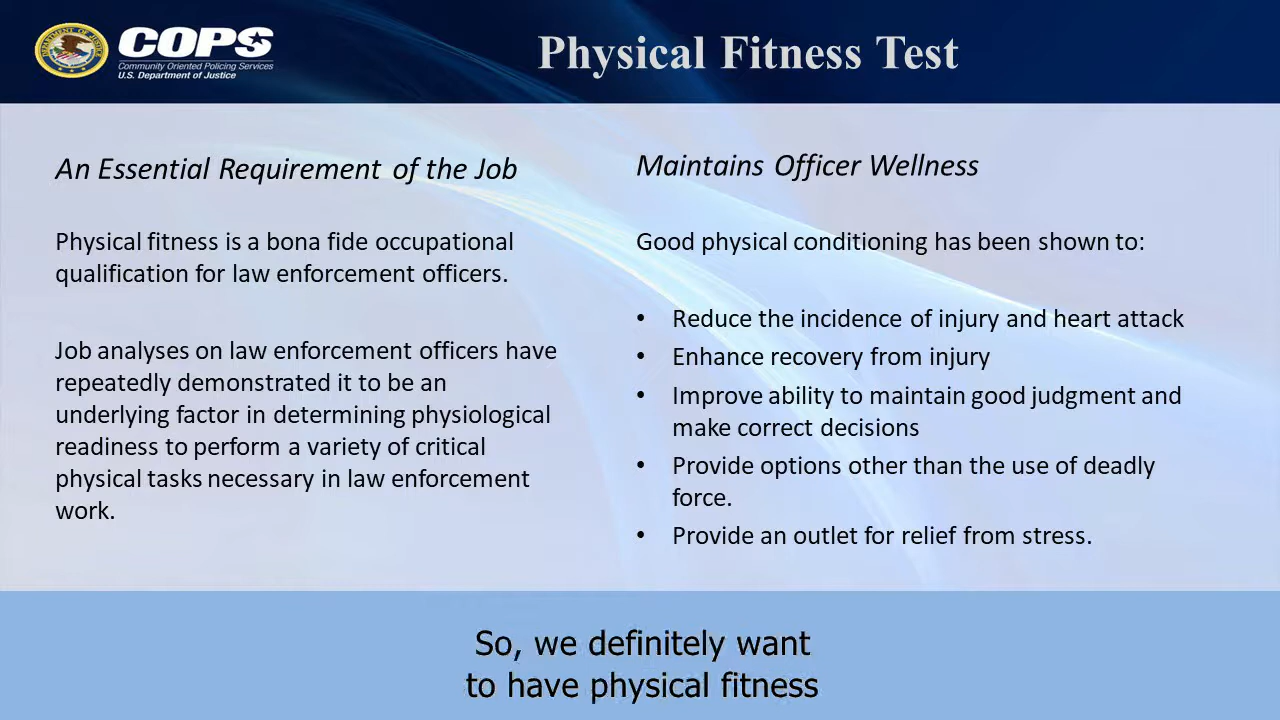 COPS
Community Oriented Policing Services
U.S. Department of Justice
Physical Fitness Test
An Essential Requirement of the Job
Physical fitness is a bona fide occupational
qualification for law enforcement officers.
Job analyses on law enforcement officers have
repeatedly demonstrated it to be an
underlying factor in determining physiological
readiness to perform a variety of critical
physical tasks necessary in law enforcement
work.
Maintains Officer Wellness
Good physical conditioning has been shown to:
• Reduce the incidence of injury and heart attack
• Enhance recovery from injury
• Improve ability to maintain good judgment and
make correct decisions
• Provide options other than the use of deadly
force.
• Provide an outlet for relief from stress.
So, we definitely want
to have physical fitness